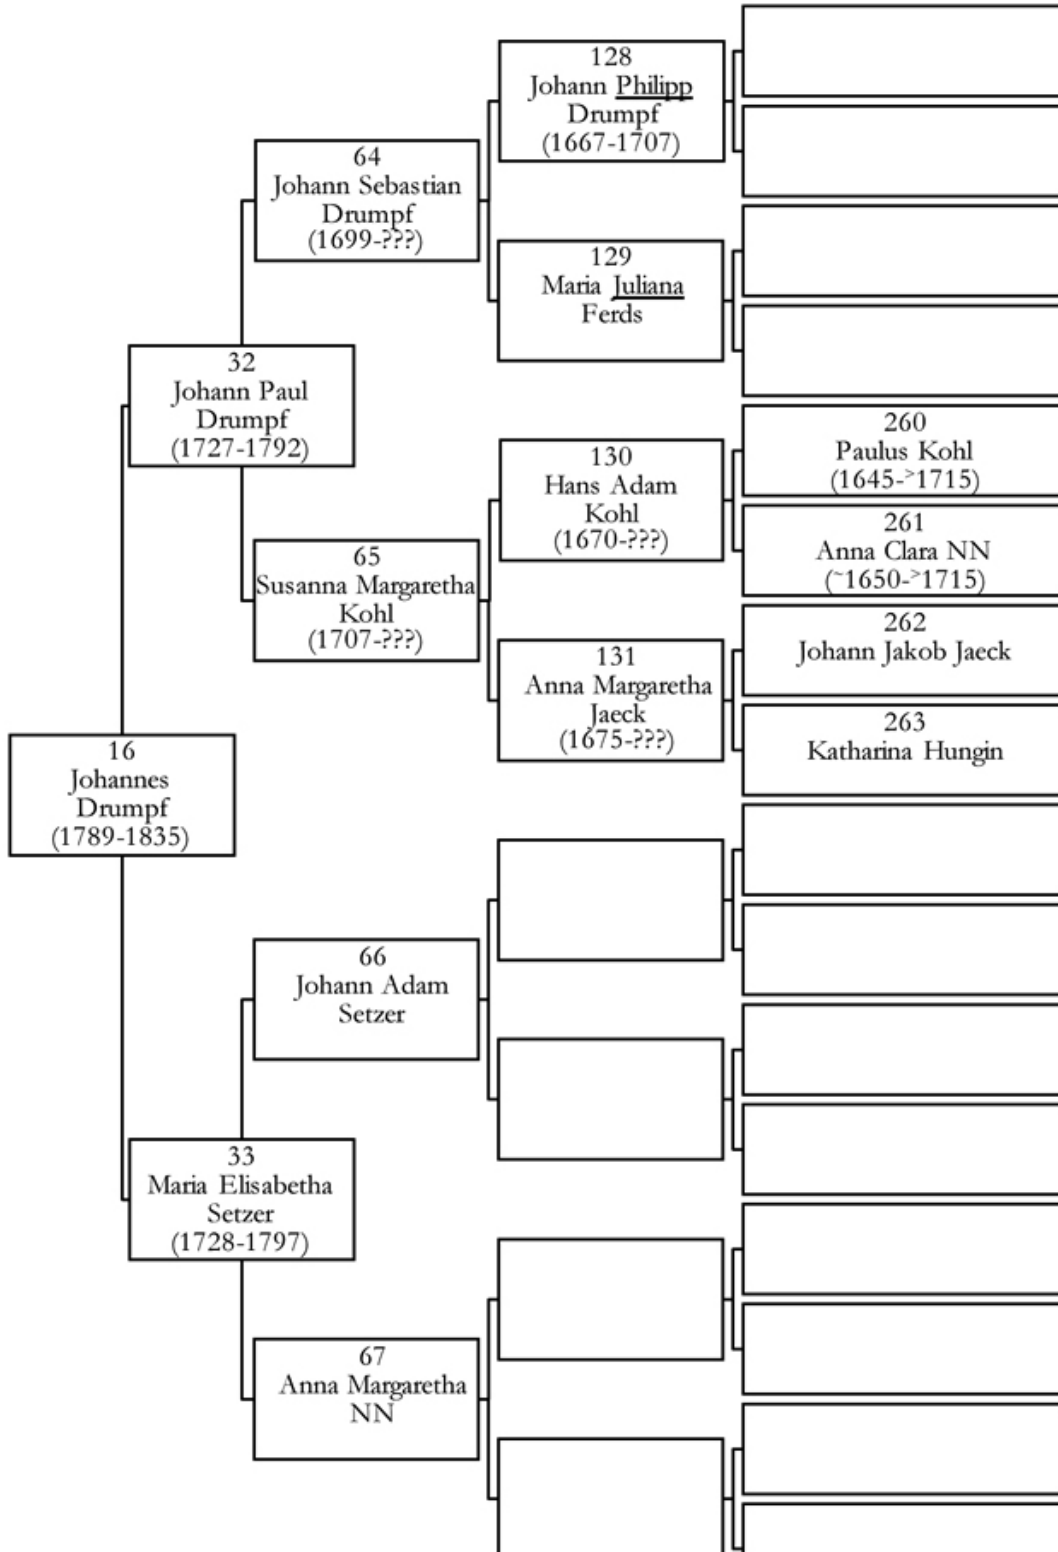 128
Johann Philipp
Drumpf
(1667-1707)
64
Johann Sebastian
Drumpf
(1699-???)
129
Maria Juliana
Ferds
32
Johann Paul
Drumpf
(1727-1792)
260
Paulus Kohl
(1645->1715)
130
Hans Adam
Kohl
(1670-???)
261
Anna Clara NN
(~1650->1715)
65
Susanna Margaretha
Kohl
(1707-???)
262
Johann Jakob Jaeck
131
Anna Margaretha
Jaeck
(1675-???)
263
Katharina Hungin
16
Johannes
Drumpf
(1789-1835)
66
Johann Adam
Setzer
33
Maria Elisabetha
Setzer
(1728-1797)
67
Anna Margaretha
NN